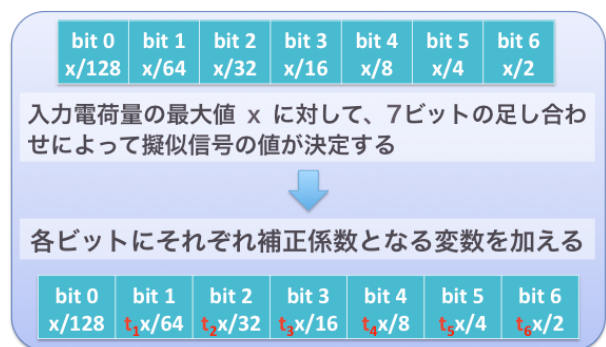 bit 0 bit 1 bit 2 bit 3 bit 4 bit 5 bit 6
x/128 x/64 x/32 x/16 x/8 x/4 x/2
入力電荷量の最大値 x に対して、7ビットの足し合わ
せによって擬似信号の値が決定する
各ビットにそれぞれ補正係数となる変数を加える
bit 0 bit 1 bit 2 bit 3 bit 4 bit 5 bit 6
x/128 t₁x/64 t₂x/32 t₃x/16 t₄x/8 t₅x/4 t₆x/2